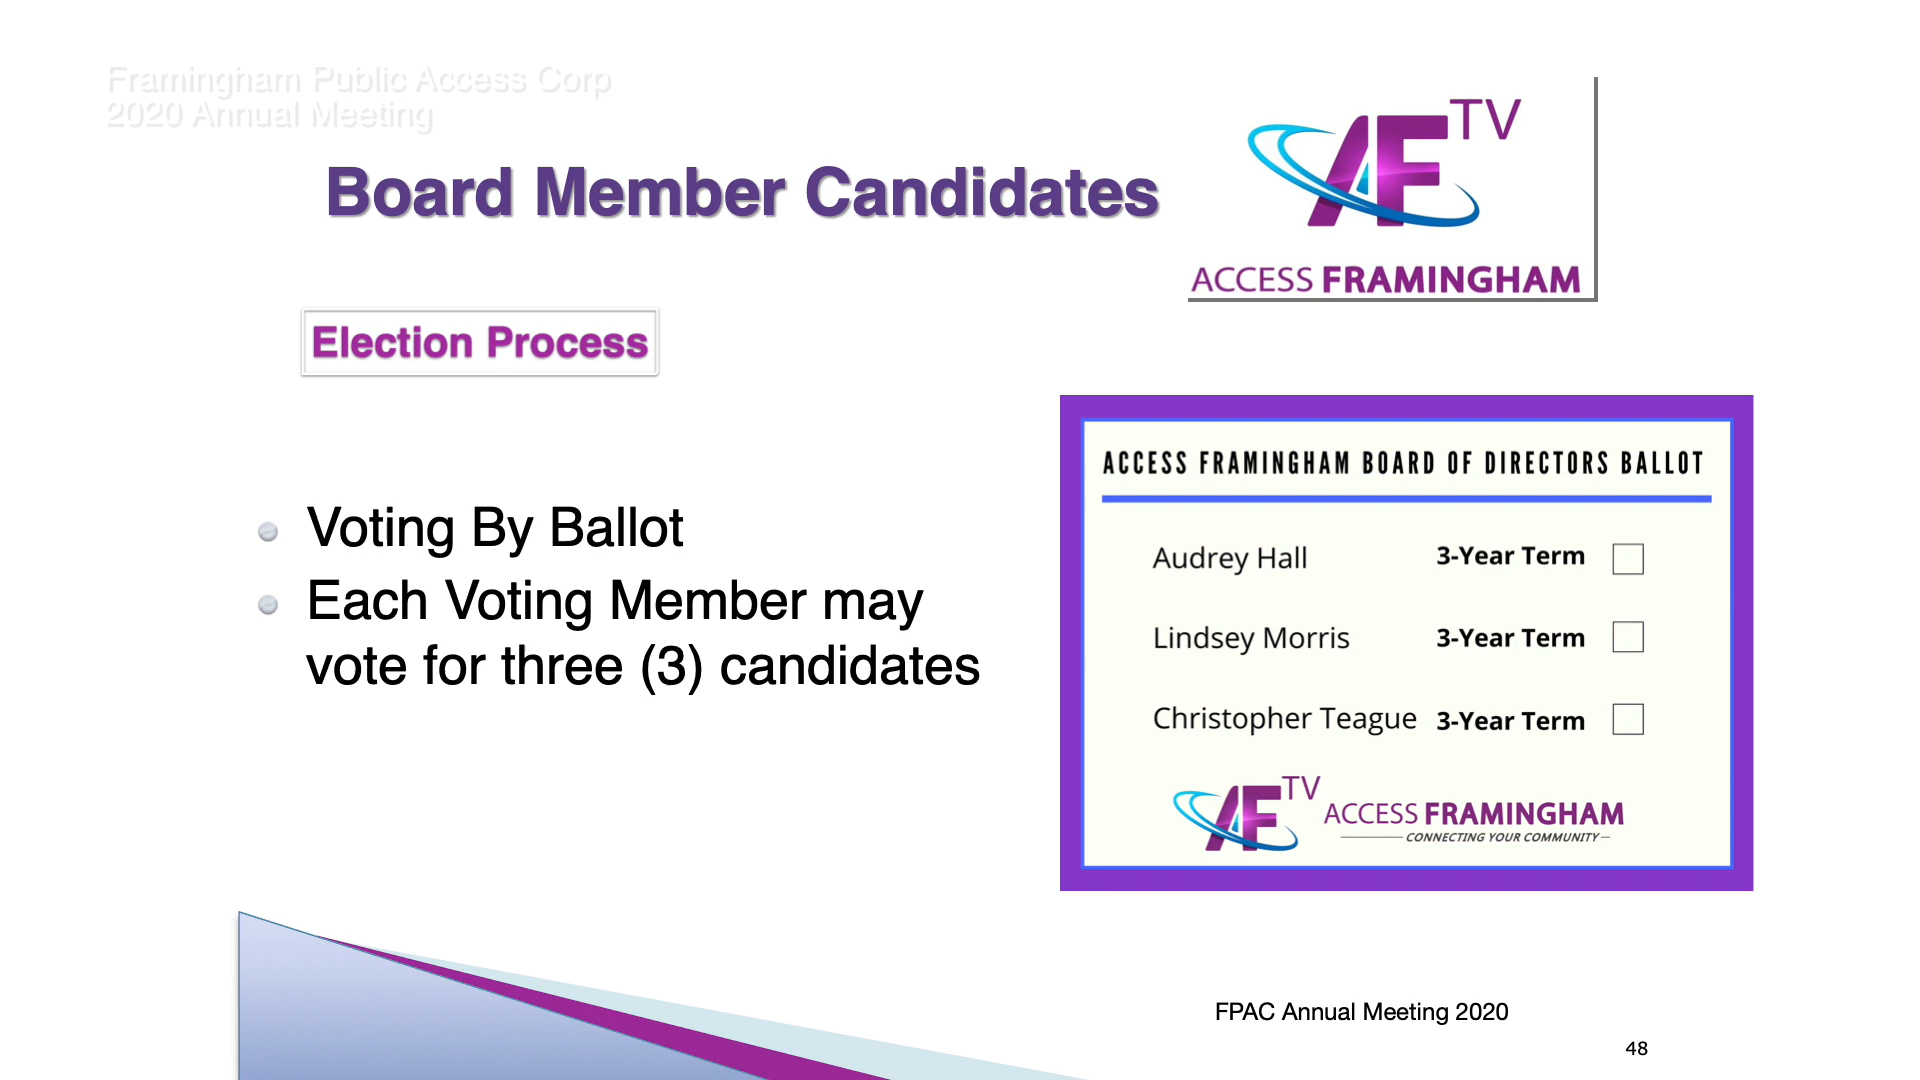 Framingham Public Access Corp
2020 Annual Meeting
Board Member Candidates
AF TV
ACCESS FRAMINGHAM
Election Process
Voting By Ballot
Each Voting Member may
vote for three (3) candidates
ACCESS FRAMINGHAM BOARD OF DIRECTORS BALLOT
Audrey Hall 3-Year Term
Lindsey Morris 3-Year Term
Christopher Teague 3-Year Term
AF TV
ACCESS FRAMINGHAM
CONNECTING YOUR COMMUNITY
FPAC Annual Meeting 2020
48